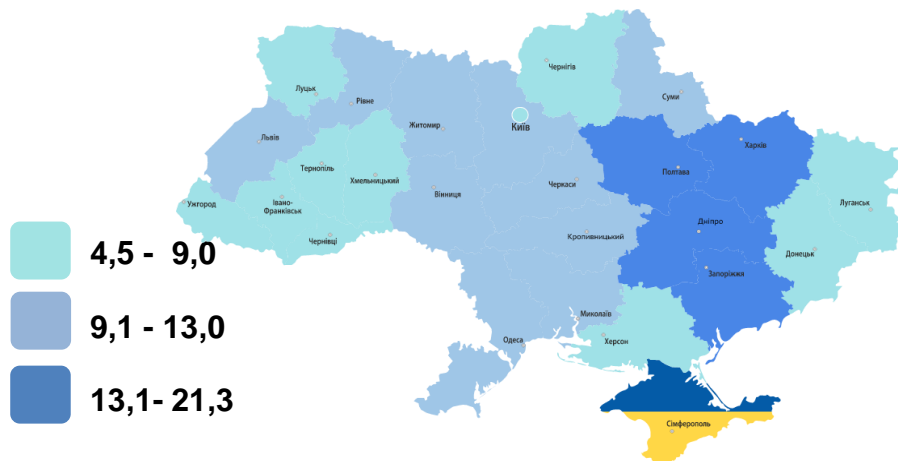 Чернігів
Луцьк
Рівне
Суми
Житомир
Київ
Львів
Харків
Тернопіль
Хмельницький
Полтава
Черкаси
Вінниця
Ужгород
Івано-
Франківськ
Луганськ
Чернівці
Кропивницький
Дніпро
Донецьк
Запоріжжя
4,5 - 9,0
Миколаїв
9,1 - 13,0
Одеса
Херсон
13,1- 21,3
Сімферополь